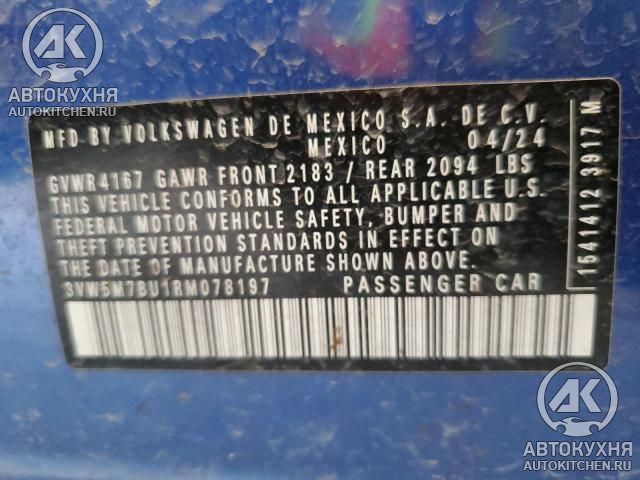 AK
АВТОКУХНЯ
AUTOKITCHEN.RU
MFD BY VOLKSWAGEN DE MEXICO S.A. DE C.V.
MEXICO 04/24
GVWR4167 GAWR FRONT 2183 / REAR 2094 LBS
THIS VEHICLE CONFORMS TO ALL APPLICABLE U.S.
FEDERAL MOTOR VEHICLE SAFETY, BUMPER AND
THEFT PREVENTION STANDARDS IN EFFECT ON
THE DATE OF MANUFACTURE SHOWN ABOVE.
3VW5M7BU1RM078197 PASSENGER CAR
1541412 3917 M
AK
АВТОКУХНЯ
AUTOKITCHEN.RU